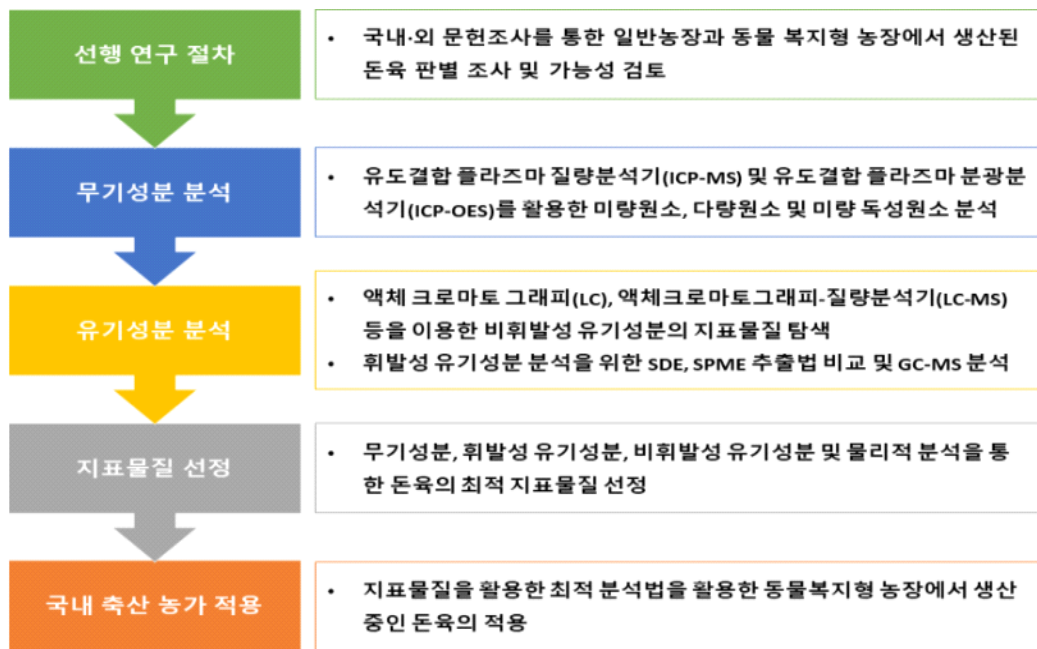 선행 연구 절차
• 국내·외 문헌조사를 통한 일반농장과 동물 복지형 농장에서 생산된
돈육 판별 조사 및 가능성 검토
무기성분 분석
• 유도결합 플라즈마 질량분석기(ICP-MS) 및 유도결합 플라즈마 분광분
석기(ICP-OES)를 활용한 미량원소, 다량원소 및 미량 독성원소 분석
유기성분 분석
• 액체 크로마토 그래피(LC), 액체크로마토그래피-질량분석기(LC-MS)
등을 이용한 비휘발성 유기성분의 지표물질 탐색
• 휘발성 유기성분 분석을 위한 SDE, SPME 추출법 비교 및 GC-MS 분석
지표물질 선정
• 무기성분, 휘발성 유기성분, 비휘발성 유기성분 및 물리적 분석을 통
한 돈육의 최적 지표물질 선정
국내 축산 농가 적용
• 지표물질을 활용한 최적 분석법을 활용한 동물복지형 농장에서 생산
중인 돈육의 적용